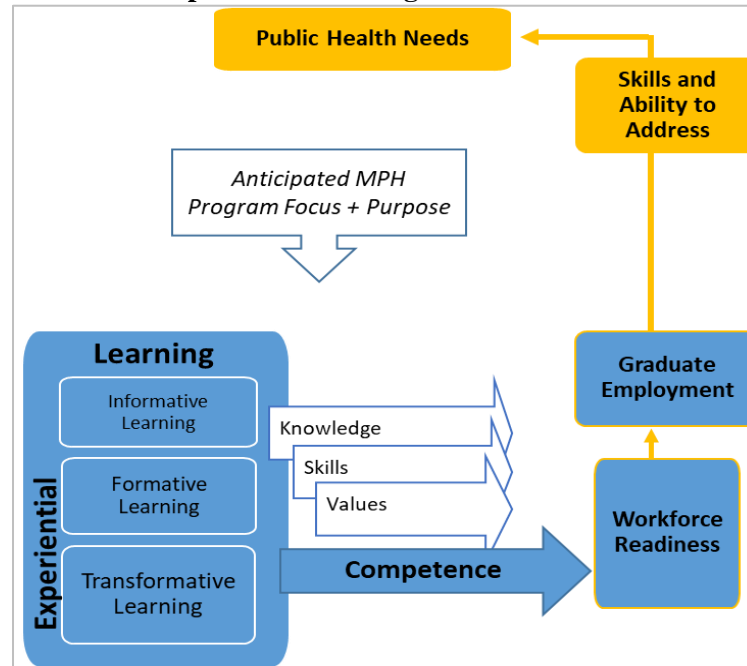 Public Health Needs
Skills and
Ability to
Address
Anticipated MPH
Program Focus + Purpose
Learning
Experiential
Informative
Learning
Formative
Learning
Transformative
Learning
Knowledge
Skills
Values
Competence
Graduate
Employment
Workforce
Readiness